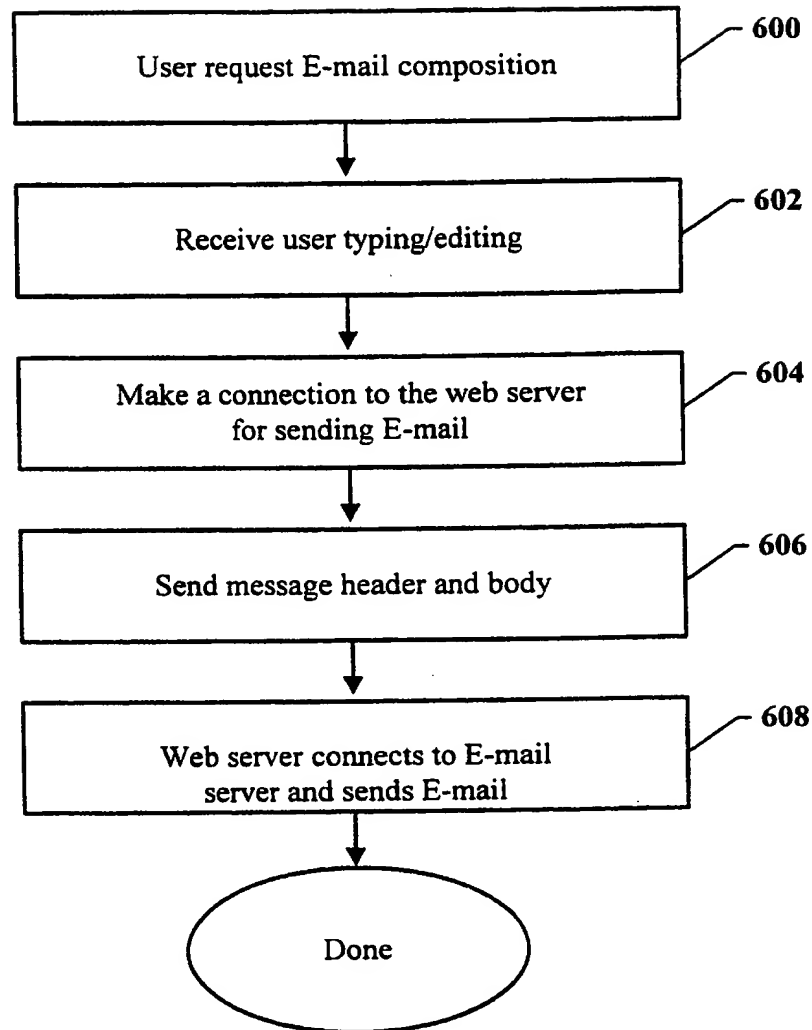 600
User request E-mail composition
602
Receive user typing/editing
604
Make a connection to the web server
for sending E-mail
606
Send message header and body
608
Web server connects to E-mail
server and sends E-mail
Done